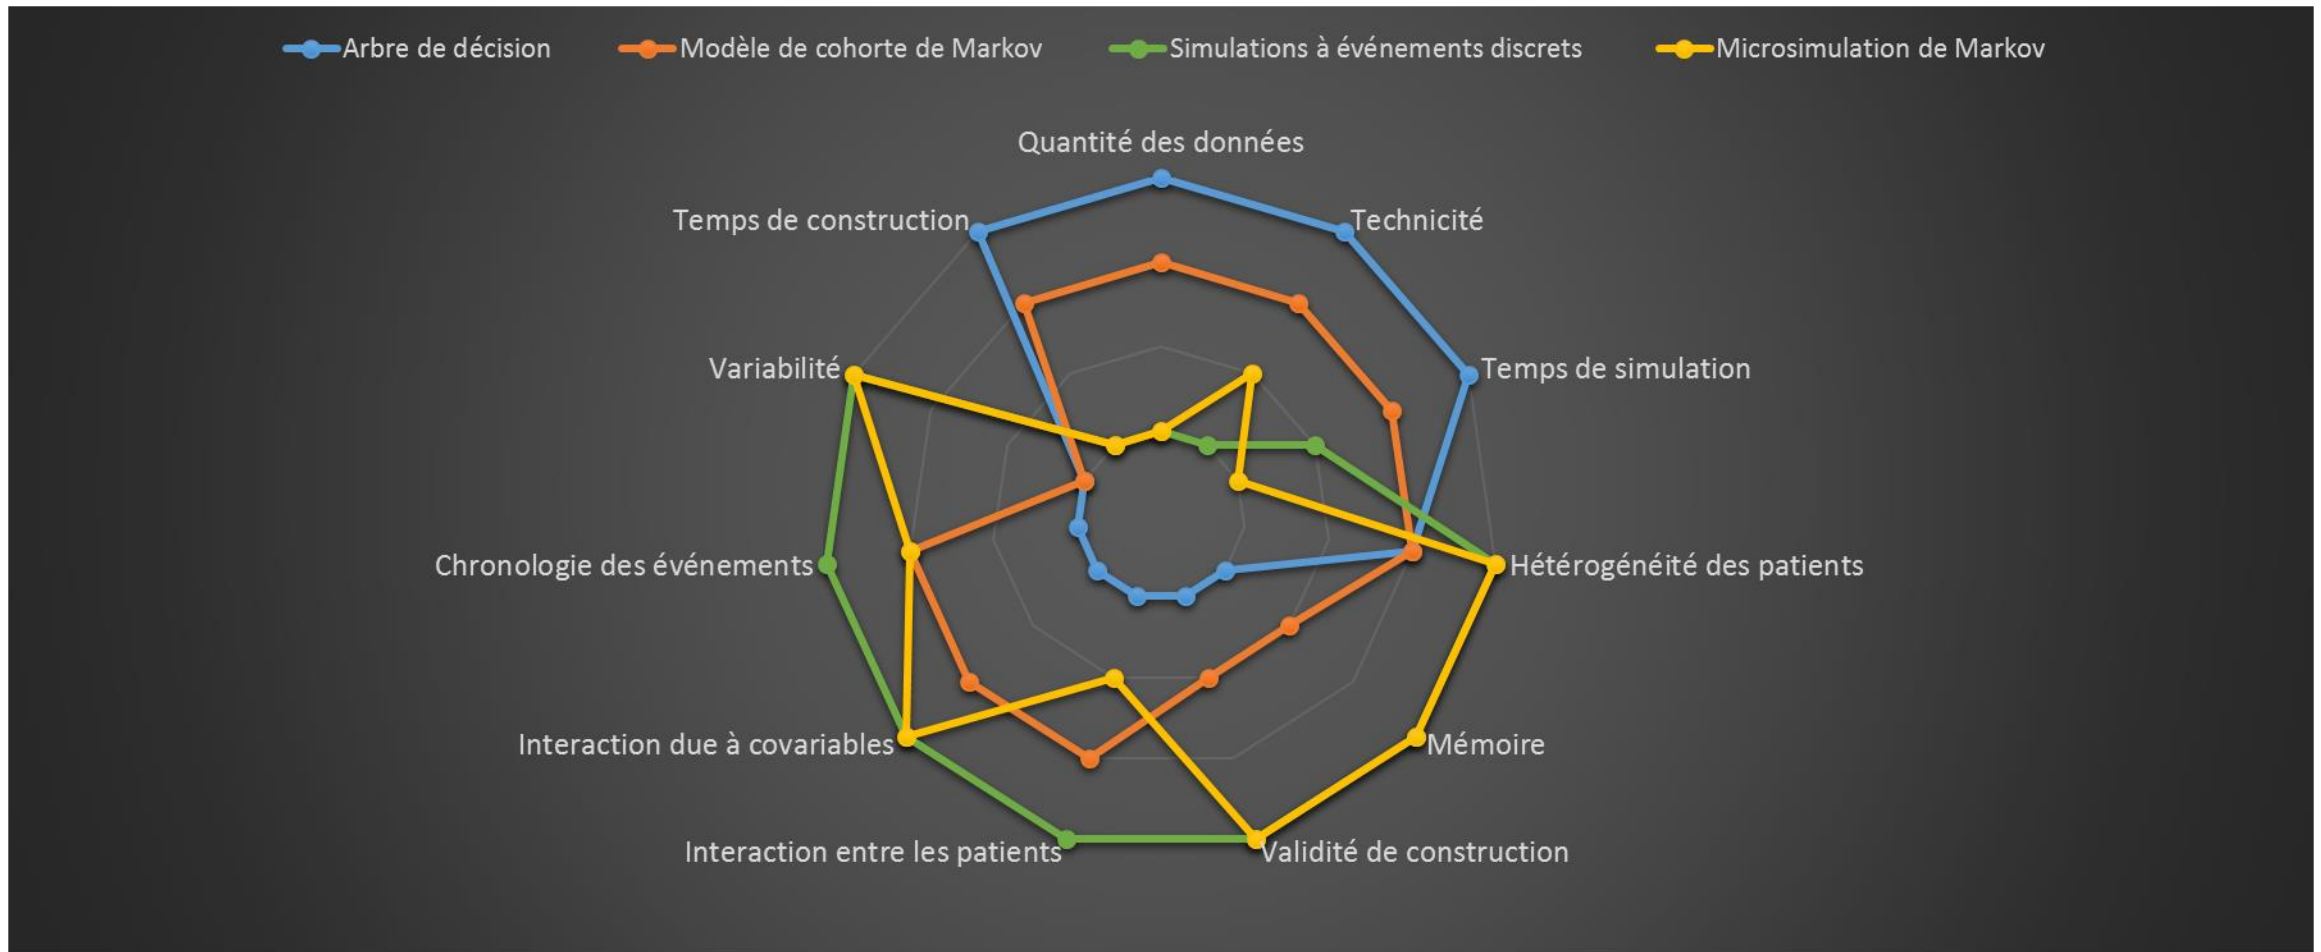 Arbre de décision
Modèle de cohorte de Markov
Simulations à événements discrets
Microsimulation de Markov
Quantité des données
Temps de construction
Technicité
Variabilité
Temps de simulation
Chronologie des événements
Hétérogénéité des patients
Interaction due à covariables
Mémoire
Interaction entre les patients
Validité de construction